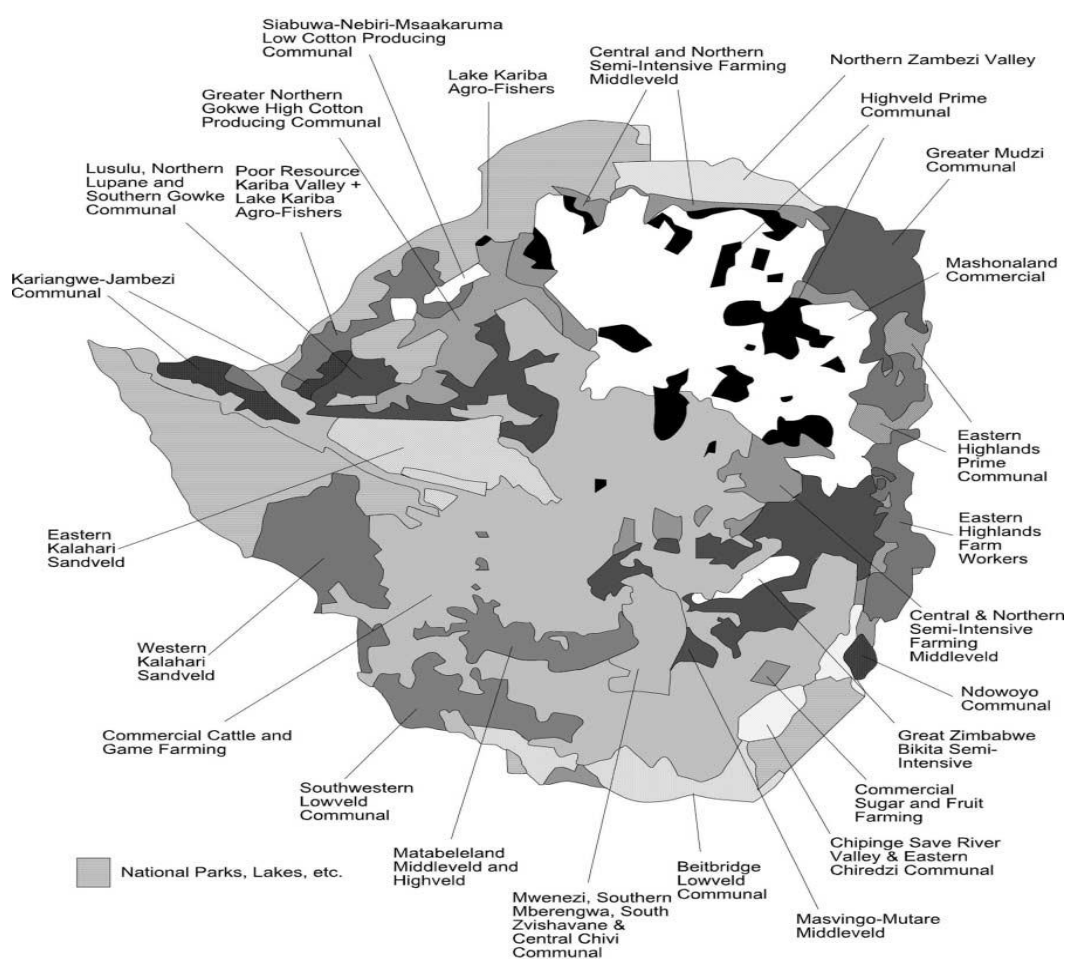 Siabuwa-Nebiri-Msaakaruma
Low Cotton Producing
Communal
Lake Kariba
Agro-Fishers
Central and Northern
Semi-Intensive Farming
Middleveld
Northern Zambezi Valley
Greater Northern
Gokwe High Cotton
Producing Communal
Highveld Prime
Communal
Lusulu, Northern
Lupane and
Southern Gowke
Communal
Poor Resource
Kariba Valley +
Lake Kariba
Agro-Fishers
Greater Mudzi
Communal
Kariangwe-Jambezi
Communal
Mashonaland
Commercial
Eastern
Highlands
Prime
Communal
Eastern
Kalahari
Sandveld
Eastern
Highlands
Farm
Workers
Western
Kalahari
Sandveld
Central & Northern
Semi-Intensive
Farming
Middleveld
Ndowoyo
Communal
Commercial Cattle and
Game Farming
Great Zimbabwe
Bikita Semi-
Intensive
Southwestern
Lowveld
Communal
Commercial
Sugar and Fruit
Farming
Matabeleland
Middleveld and
Highveld
Beitbridge
Lowveld
Communal
Chipinge Save River
Valley & Eastern
Chiredzi Communal
National Parks, Lakes, etc.
Mwenezi, Southern
Mberengwa, South
Zvishavane &
Central Chivi
Communal
Masvingo-Mutare
Middleveld